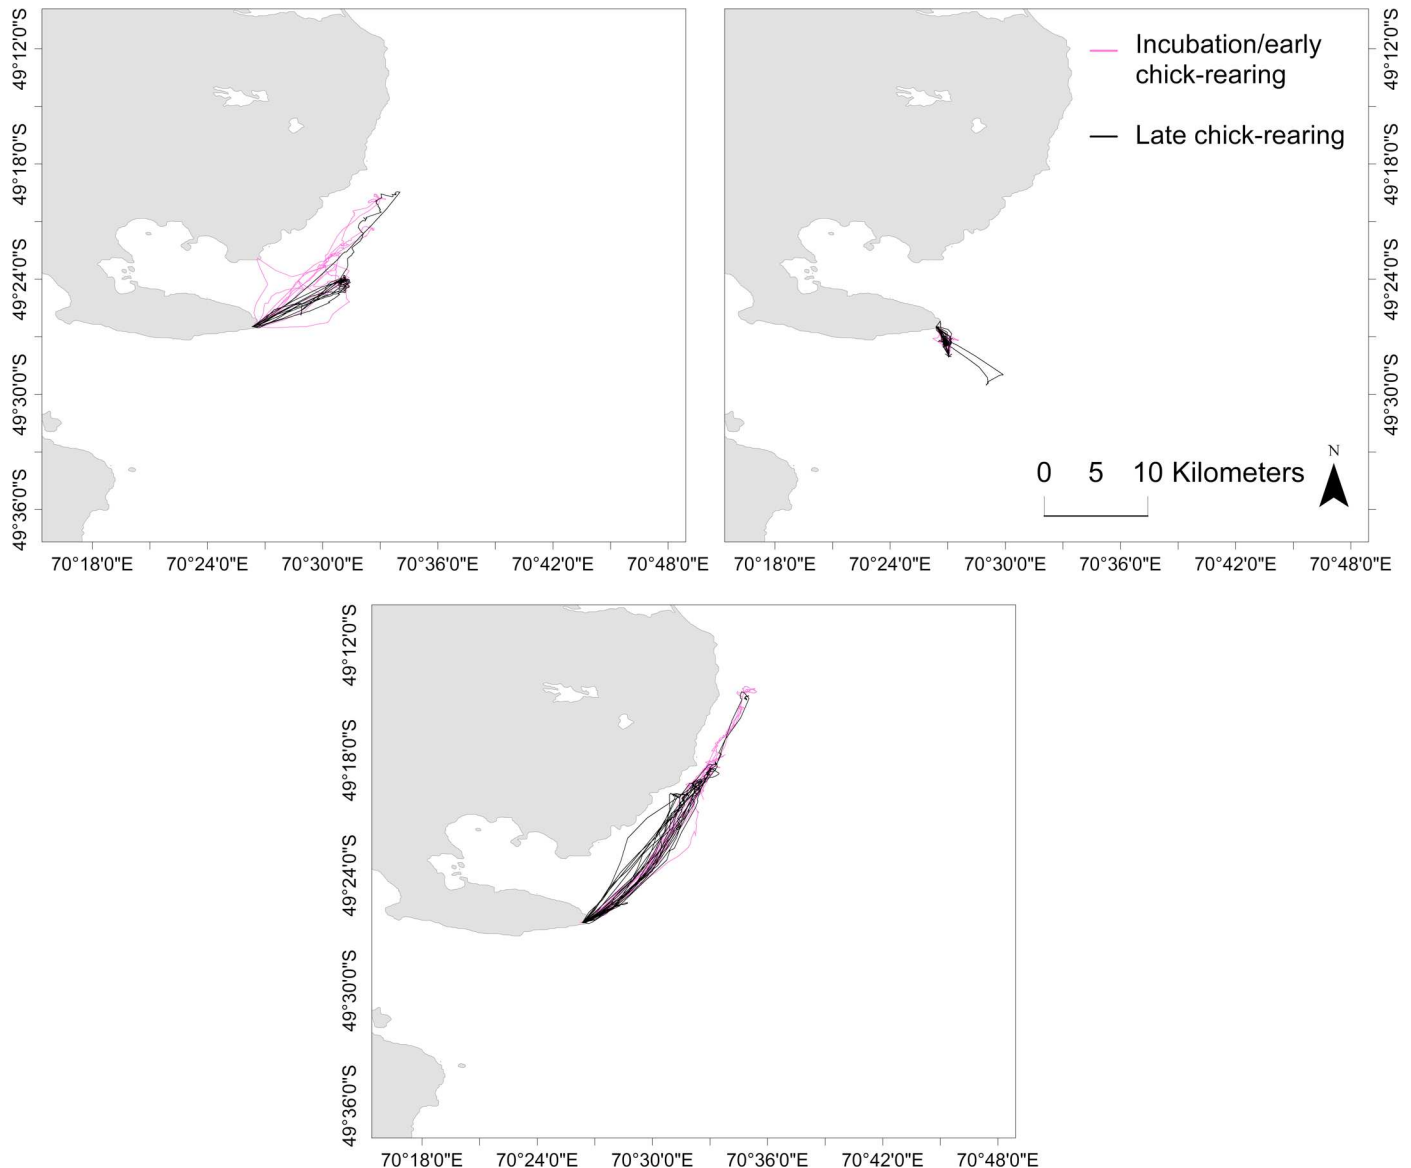 49°12'0"S
49°18'0"S
49°24'0"S
49°30'0"S
49°36'0"S
70°18'0"E 70°24'0"E 70°30'0"E 70°36'0"E 70°42'0"E 70°48'0"E
Incubation/early
chick-rearing
Late chick-rearing
N
0 5 10 Kilometers
49°12'0"S
49°18'0"S
49°24'0"S
49°30'0"S
70°18'0"E 70°24'0"E 70°30'0"E 70°36'0"E 70°42'0"E 70°48'0"E
49°12'0"S
49°18'0"S
49°24'0"S
49°30'0"S
49°36'0"S
70°18'0"E 70°24'0"E 70°30'0"E 70°36'0"E 70°42'0"E 70°48'0"E